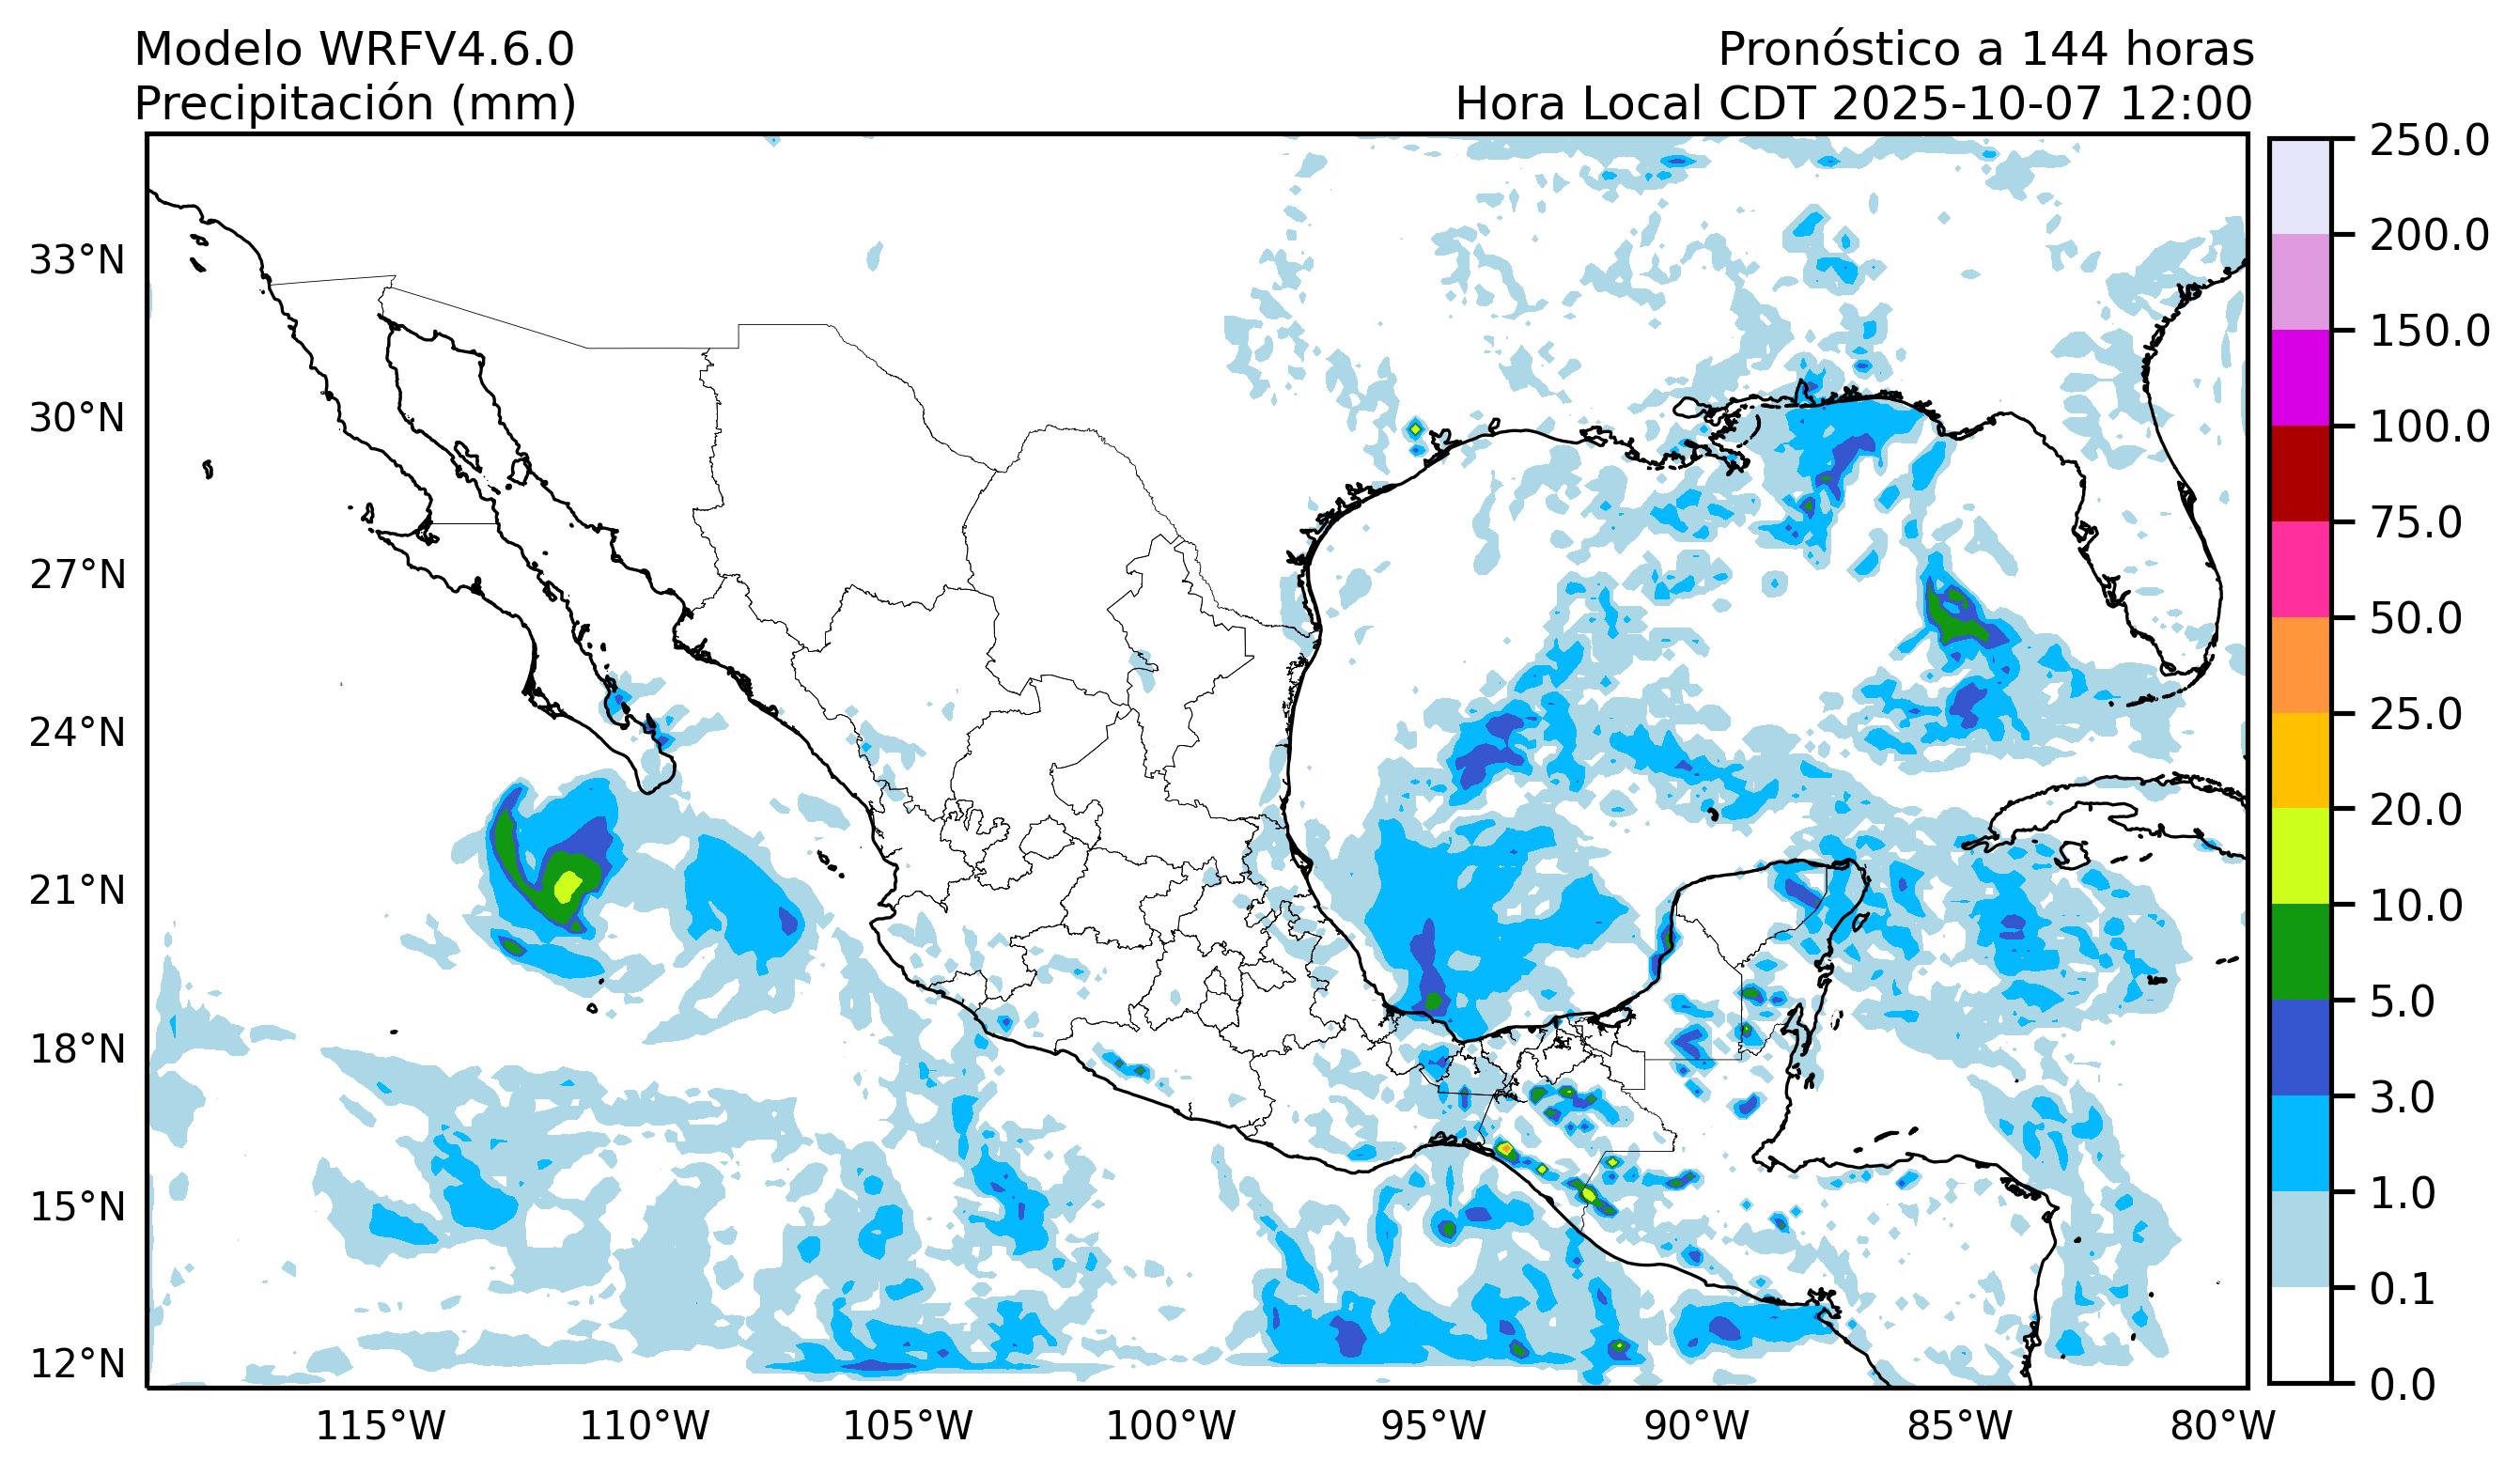 Modelo WRFV4.6.0
Precipitación (mm)
Pronóstico a 144 horas
Hora Local CDT 2025-10-07 12:00
33°N
30°N
27°N
24°N
21°N
18°N
15°N
12°N
115°W
110°W
105°W
100°W
95°W
90°W
85°W
80°W
250.0
200.0
150.0
100.0
75.0
50.0
25.0
20.0
10.0
5.0
3.0
1.0
0.1
0.0